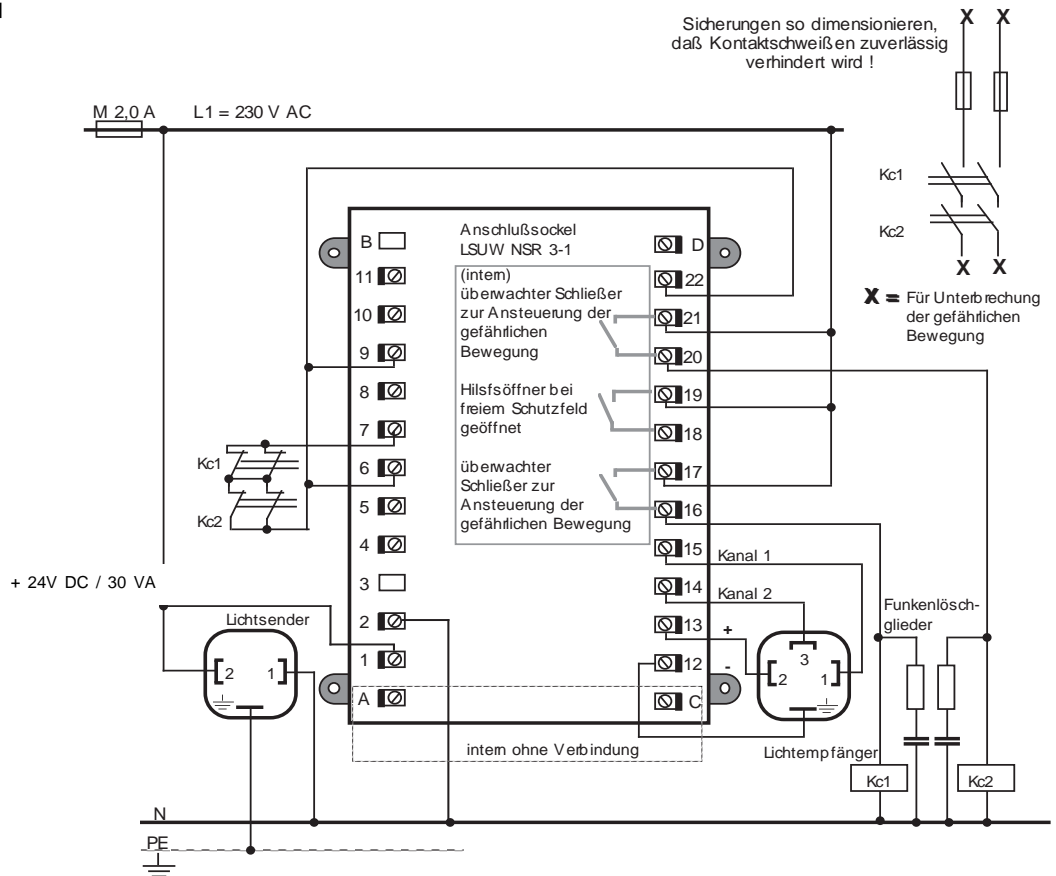 Sicherungen so dimensionieren,
daß Kontaktschweißen zuverlässig
verhindert wird !
X X
M 2,0 A
L1 = 230 V AC
Kc1
Kc2
X X
X = Für Unterbrechung
der gefährlichen
Bewegung
Anschlußsockel
LSUW NSR 3-1
(intern)
überwachter Schließer
zur Ansteuerung der
gefährlichen
Bewegung
Hilsfsöffner bei
freiem Schutzfeld
geöffnet
überwachter
Schließer zur
Ansteuerung der
gefährlichen Bewegung
B
11
10
9
8
7
6
5
4
3
2
1
A
D
22
21
20
19
18
17
16
15
14
13
12
C
Kc1
Kc2
+ 24V DC / 30 VA
Lichtsender
2
1
Kanal 1
Kanal 2
+
-
3
2
1
Lichtempfänger
Funkenlösch-
glieder
Kc1
Kc2
intern ohne Verbindung
N
PE